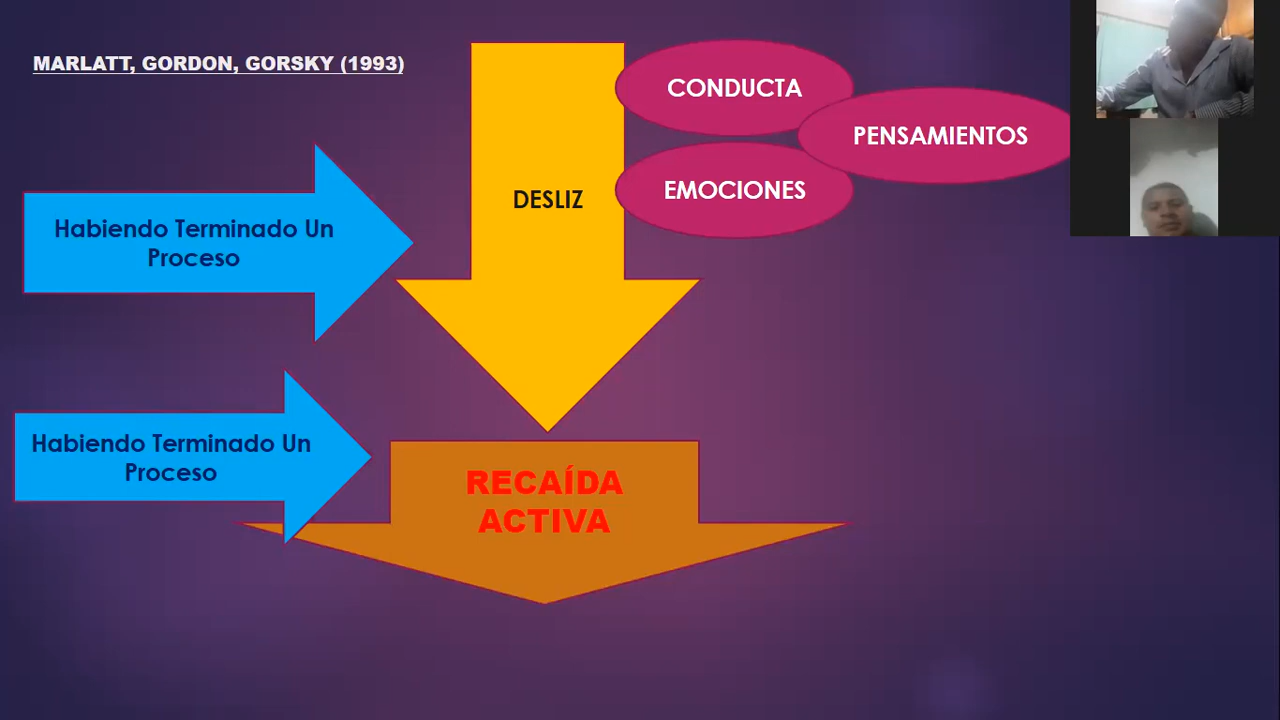 MARLATT, GORDON, GORSKY (1993)
CONDUCTA
PENSAMIENTOS
DESLIZ
EMOCIONES
Habiendo Terminado Un
Proceso
Habiendo Terminado Un
Proceso
RECAÍDA
ACTIVA